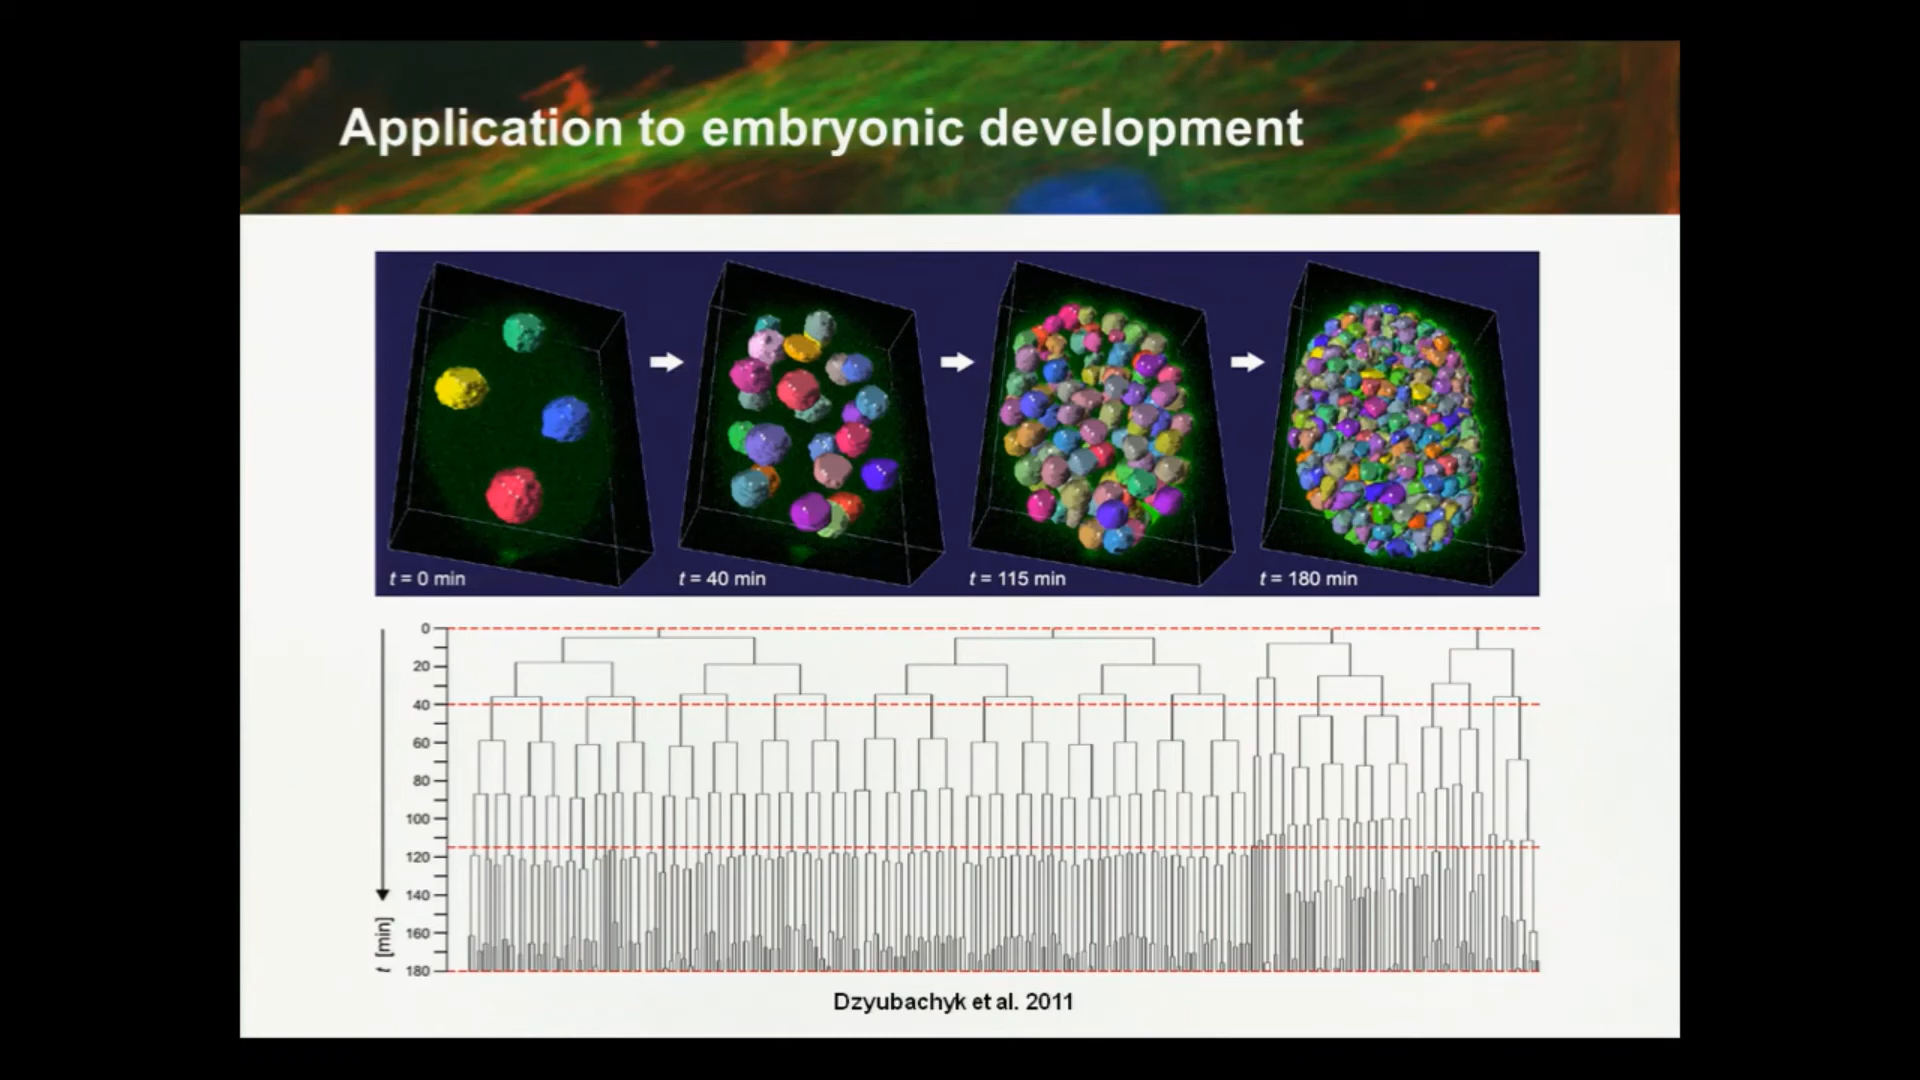 Application to embryonic development
t = 0 min
t = 40 min
t = 115 min
t = 180 min
0
20
40
60
80
100
120
140
160
180
t [min]
Dzyubachyk et al. 2011